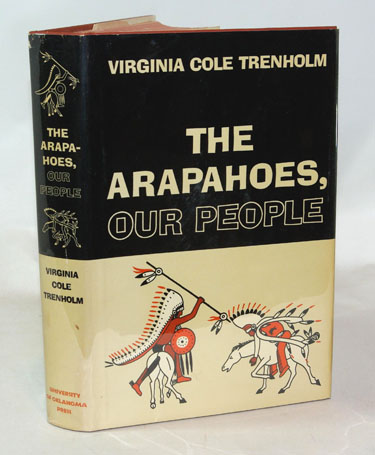 THE
ARAPA-
HOES,
OUR
PEOPLE
VIRGINIA
COLE
TRENHOLM
UNIVERSITY
OF OKLAHOMA
PRESS
VIRGINIA COLE TRENHOLM
THE
ARAPAHOES,
OUR PEOPLE